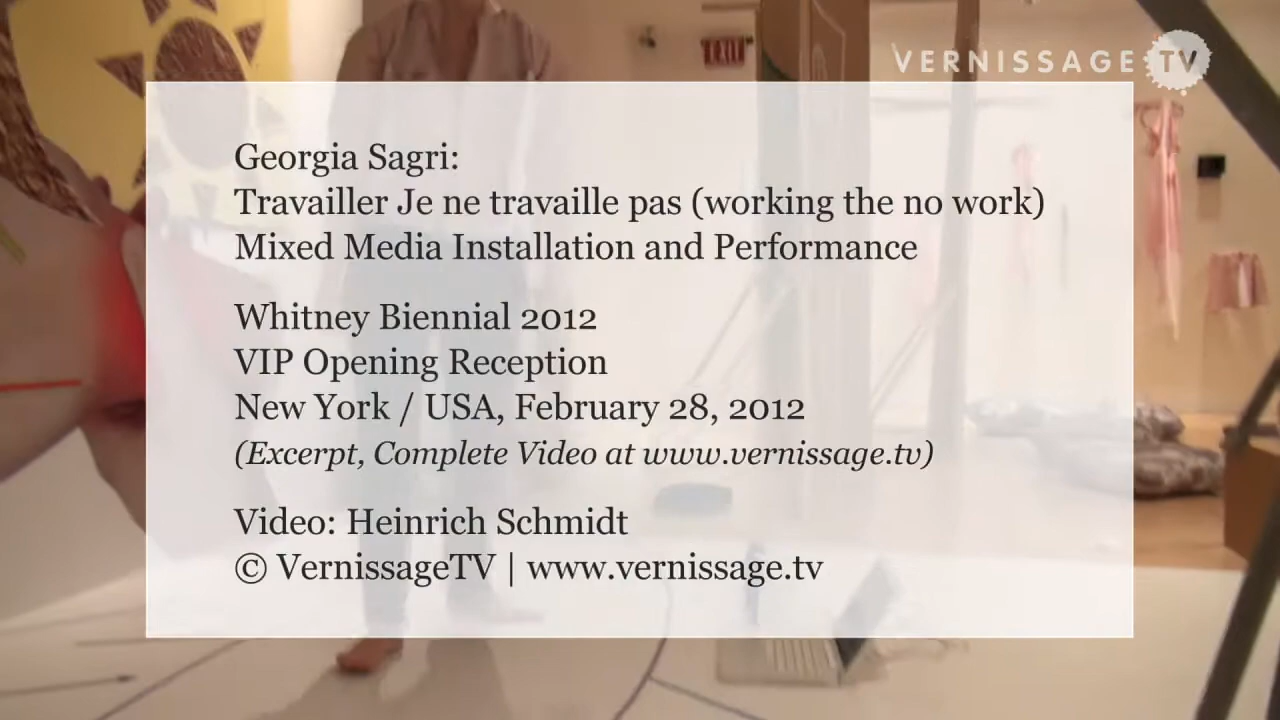 VERNISSAGE TV
EXIT
Georgia Sagri:
Travailler Je ne travaille pas (working the no work)
Mixed Media Installation and Performance
Whitney Biennial 2012
VIP Opening Reception
New York / USA, February 28, 2012
(Excerpt, Complete Video at www.vernissage.tv)
Video: Heinrich Schmidt
© VernissageTV | www.vernissage.tv